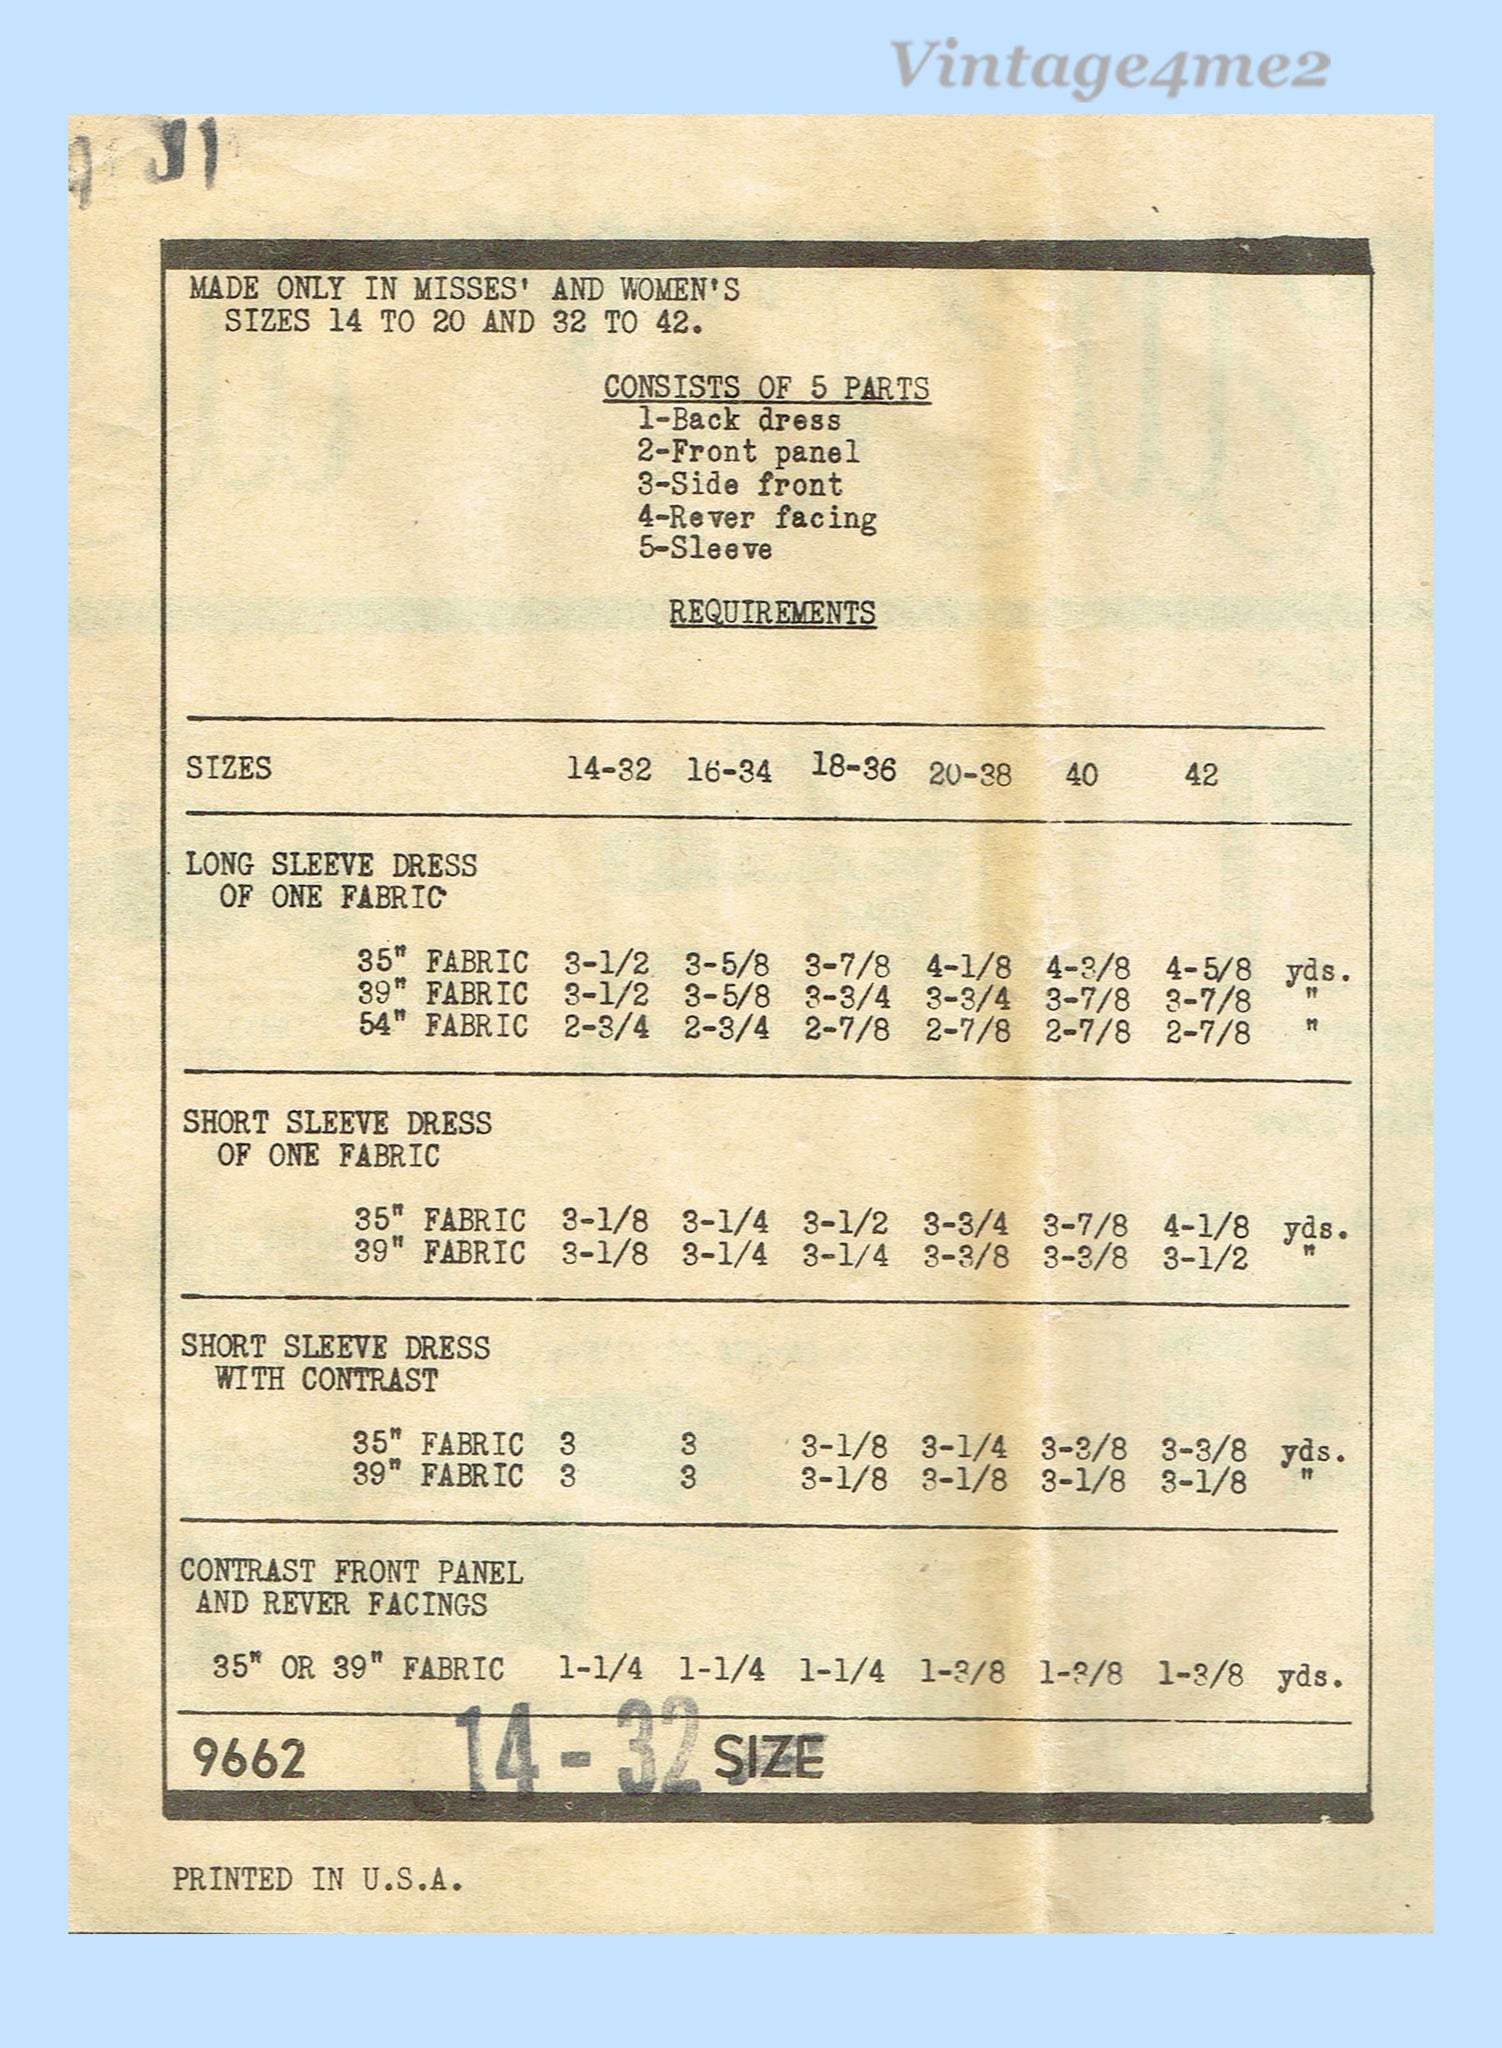 Vintage4me2
MADE ONLY IN MISSES' AND WOMEN'S
SIZES 14 TO 20 AND 32 TO 42.
CONSISTS OF 5 PARTS
1-Back dress
2-Front panel
3-Side front
4-Rever facing
5-Sleeve
REQUIREMENTS
SIZES 14-32 16-34 18-36 20-38 40 42
LONG SLEEVE DRESS
OF ONE FABRIC
35" FABRIC 3-1/2 3-5/8 3-7/8 4-1/8 4-3/8 4-5/8 yds.
39" FABRIC 3-1/2 3-5/8 3-3/4 3-3/4 3-7/8 3-7/8 "
54" FABRIC 2-3/4 2-3/4 2-7/8 2-7/8 2-7/8 2-7/8 "
SHORT SLEEVE DRESS
OF ONE FABRIC
35" FABRIC 3-1/8 3-1/4 3-1/2 3-3/4 3-7/8 4-1/8 yds.
39" FABRIC 3-1/8 3-1/4 3-1/4 3-3/8 3-3/8 3-1/2 "
SHORT SLEEVE DRESS
WITH CONTRAST
35" FABRIC 3 3 3-1/8 3-1/4 3-3/8 3-3/8 yds.
39" FABRIC 3 3 3-1/8 3-1/8 3-1/8 3-1/8 "
CONTRAST FRONT PANEL
AND REVER FACINGS
35" OR 39" FABRIC 1-1/4 1-1/4 1-1/4 1-3/8 1-3/8 1-3/8 yds.
9662 14-32 SIZE
PRINTED IN U.S.A.